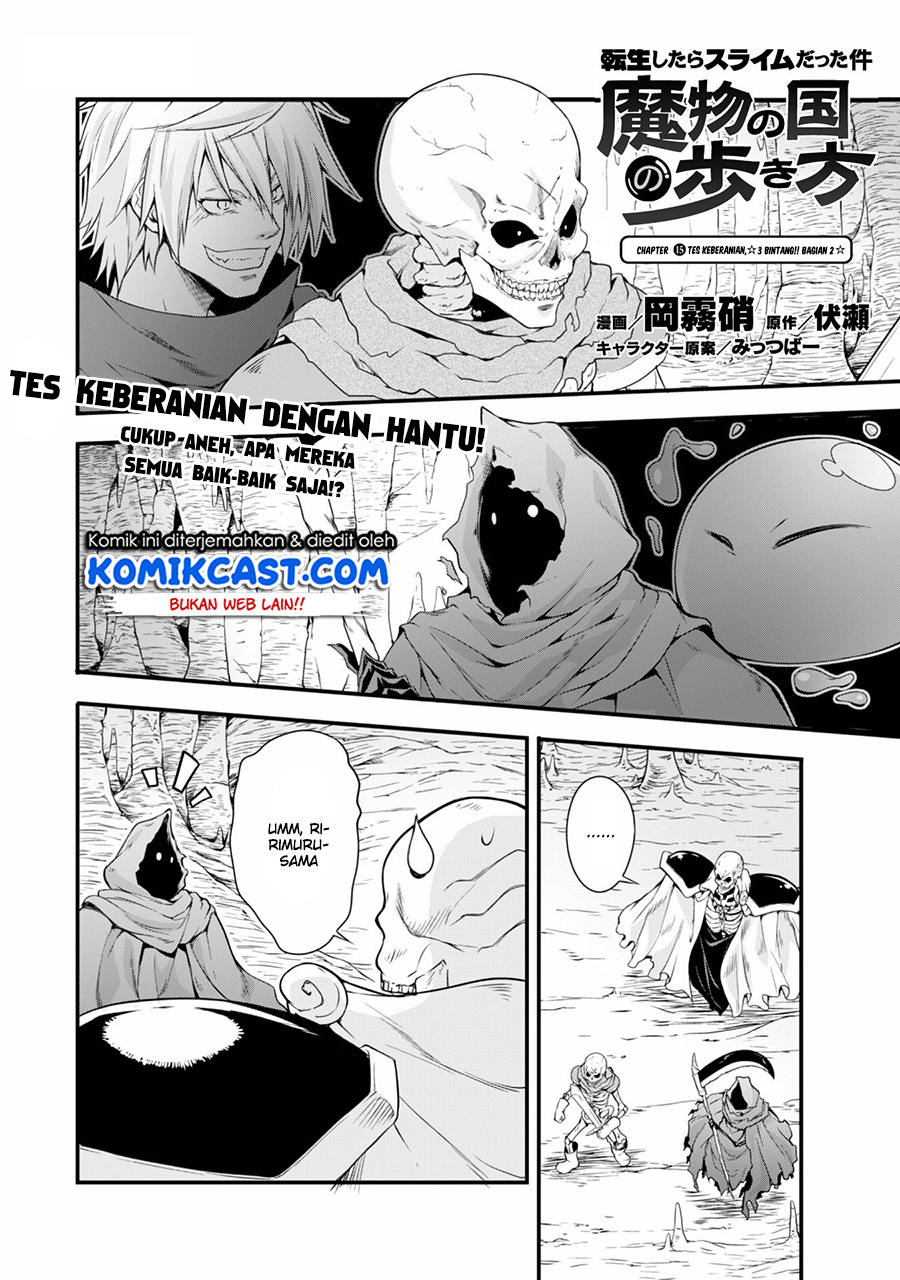 転生したらスライムだった件
魔物の国
の歩き方
CHAPTER 15 TES KEBERANIAN,☆3 BINTANG!! BAGIAN 2☆
漫画/岡霧硝 原作/伏瀬
キャラクター原案/みっつばー
TES KEBERANIAN DENGAN HANTU!
CUKUP ANEH, APA MEREKA
SEMUA BAIK-BAIK SAJA!?
Komik ini diterjemahkan & diedit oleh
KOMIKCAST.COM
BUKAN WEB LAIN!!
......
UMM, RI-
RIMURU-
SAMA